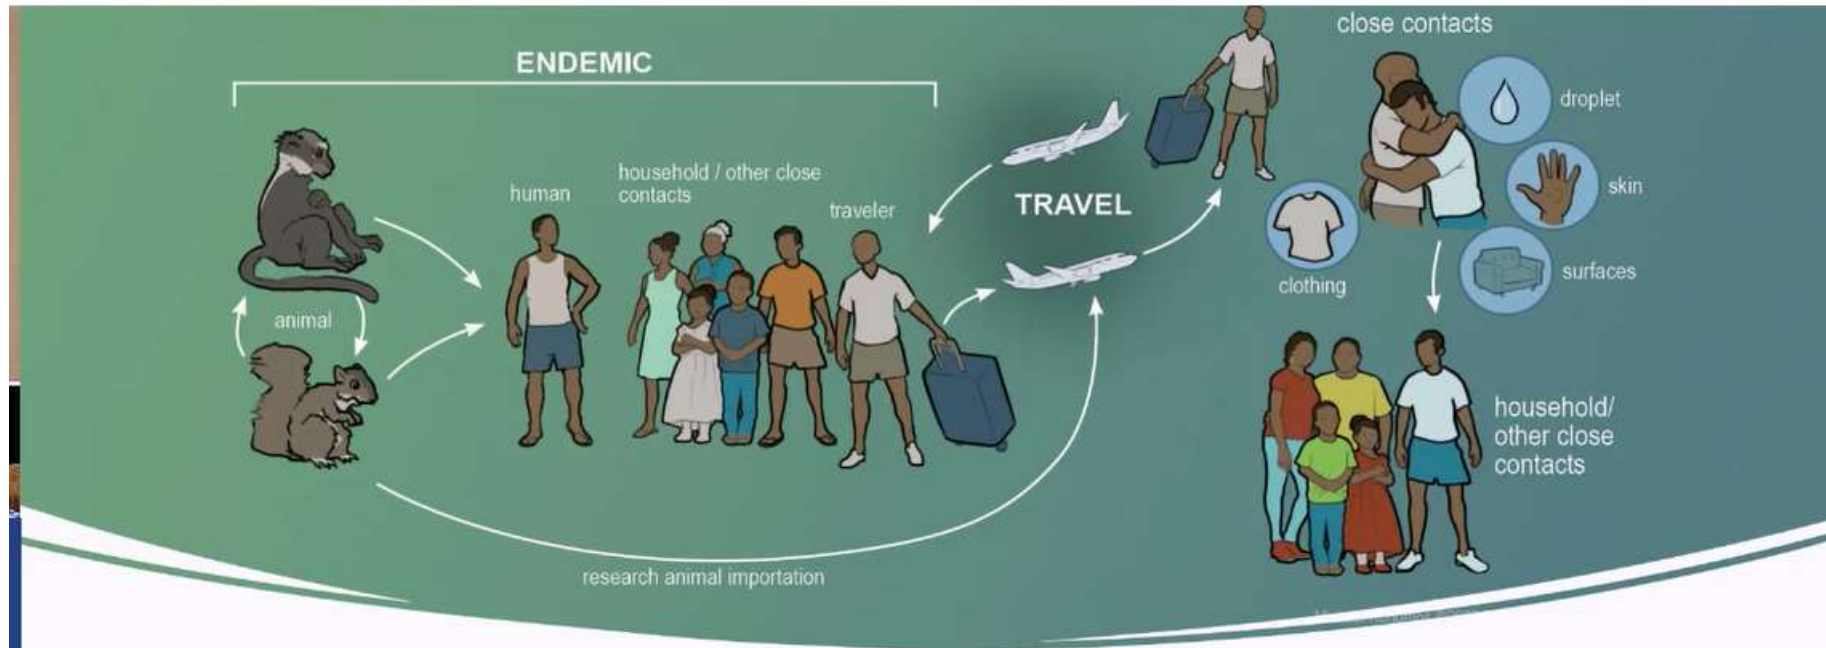 ENDEMIC
human
household / other close
contacts
traveler
animal
research animal importation
TRAVEL
close contacts
droplet
skin
clothing
surfaces
household/
other close
contacts